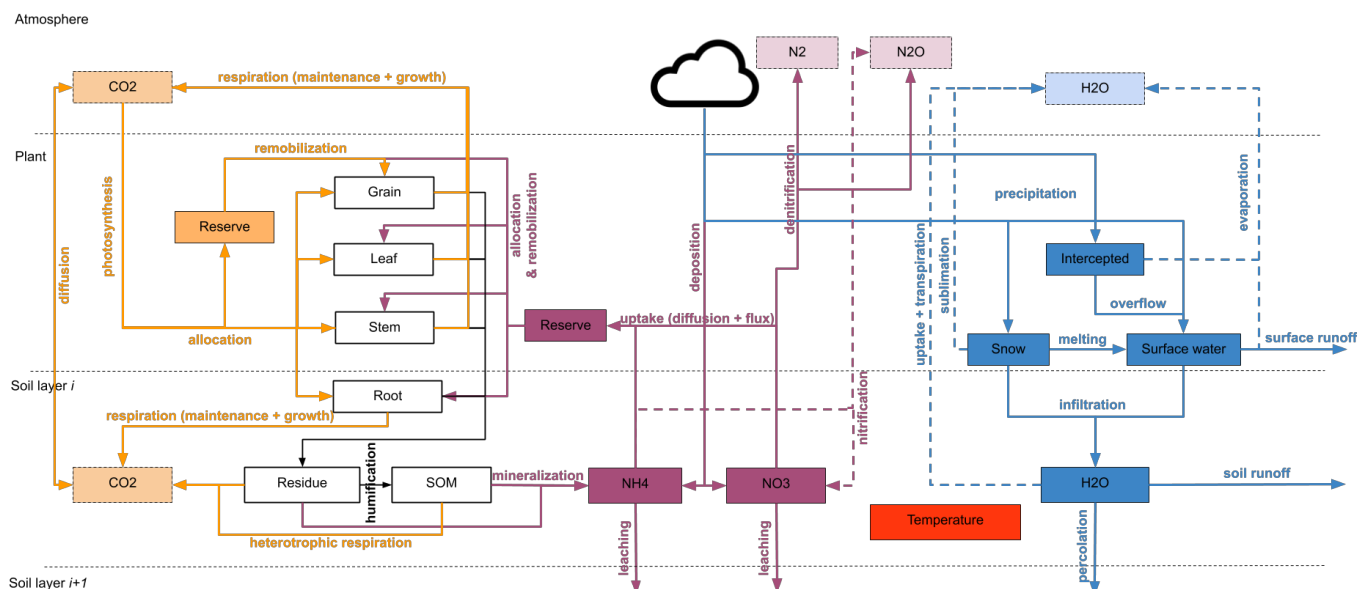 Atmosphere
N2
N2O
respiration (maintenance + growth)
CO2
H2O
Plant
remobilization
Grain
precipitation
denitrification
evaporation
allocation
& remobilization
photosynthesis
Reserve
diffusion
Leaf
deposition
Intercepted
uptake + transpiration
sublimation
overflow
Stem
Reserve
uptake (diffusion + flux)
allocation
Snow
melting
Surface water
surface runoff
Soil layer i
Root
infiltration
respiration (maintenance + growth)
nitrification
humification
mineralization
CO2
Residue
SOM
NH4
NO3
H2O
soil runoff
Temperature
heterotrophic respiration
leaching
leaching
percolation
Soil layer i+1